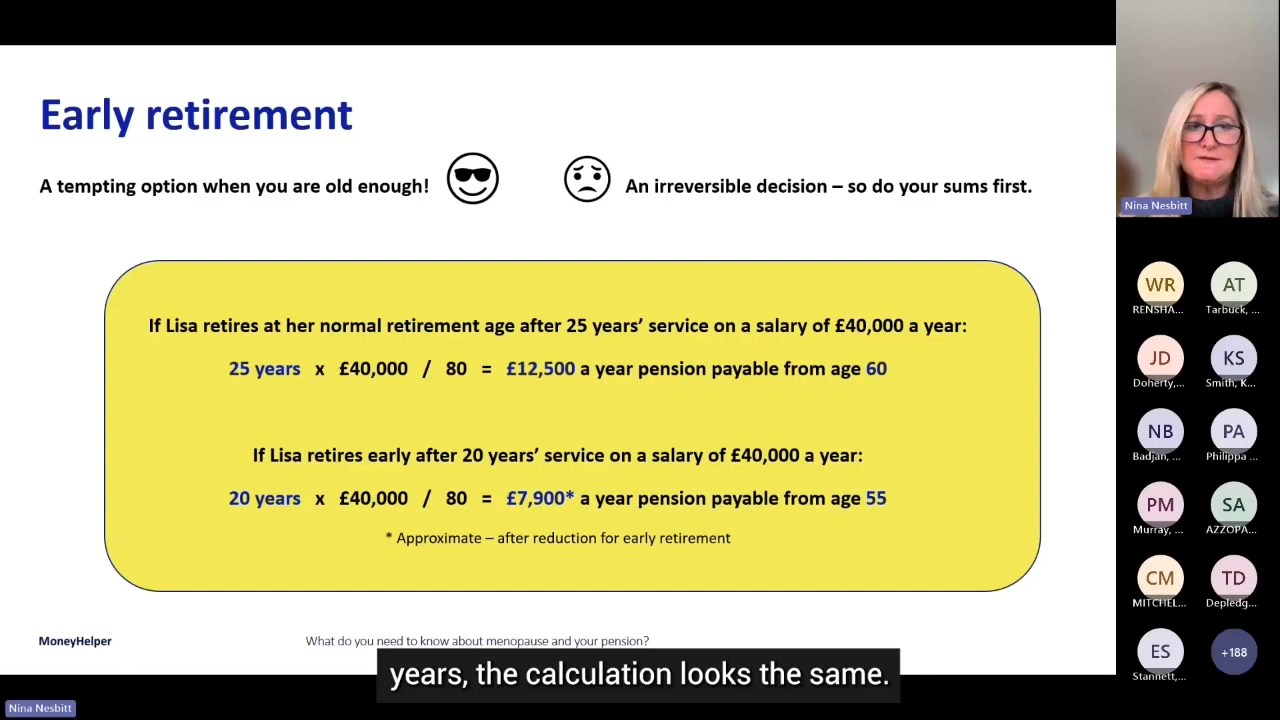 Early retirement
A tempting option when you are old enough!
An irreversible decision – so do your sums first.
If Lisa retires at her normal retirement age after 25 years’ service on a salary of £40,000 a year:
25 years x £40,000 / 80 = £12,500 a year pension payable from age 60
If Lisa retires early after 20 years’ service on a salary of £40,000 a year:
20 years x £40,000 / 80 = £7,900* a year pension payable from age 55
* Approximate – after reduction for early retirement
MoneyHelper
What do you need to know about menopause and your pension?
years, the calculation looks the same.
Nina Nesbitt
Nina Nesbitt
WR AT
RENSHA... Tarbuck, ...
JD KS
Doherty,... Smith, K...
NB PA
Badjan, ... Philippa ...
PM SA
Murray, ... AZZOPA...
CM TD
MITCHEL... Depledg...
ES +188
Stannett,...